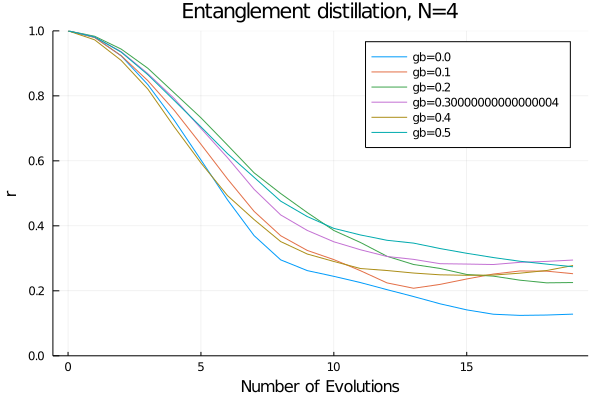 Entanglement distillation, N=4
1.0
0.8
0.6
0.4
0.2
0.0
r
gb=0.0
gb=0.1
gb=0.2
gb=0.30000000000000004
gb=0.4
gb=0.5
0 5 10 15
Number of Evolutions